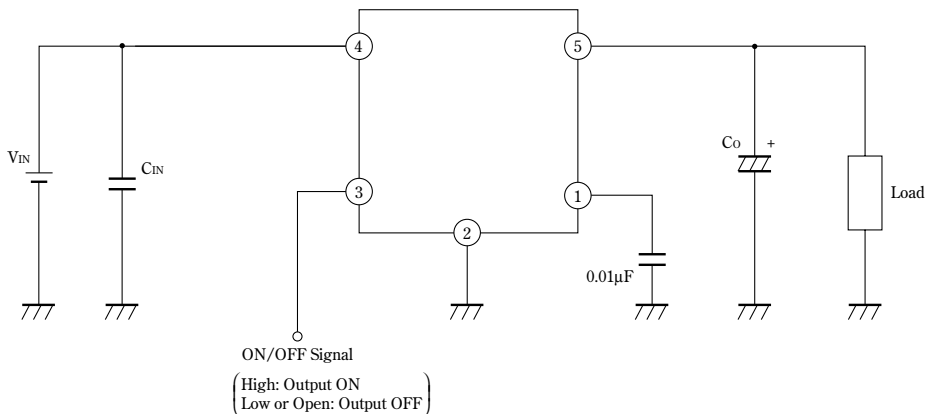 4
5
VIN
CIN
CO +
3
1
Load
2
0.01µF
ON/OFF Signal
High: Output ON
Low or Open: Output OFF